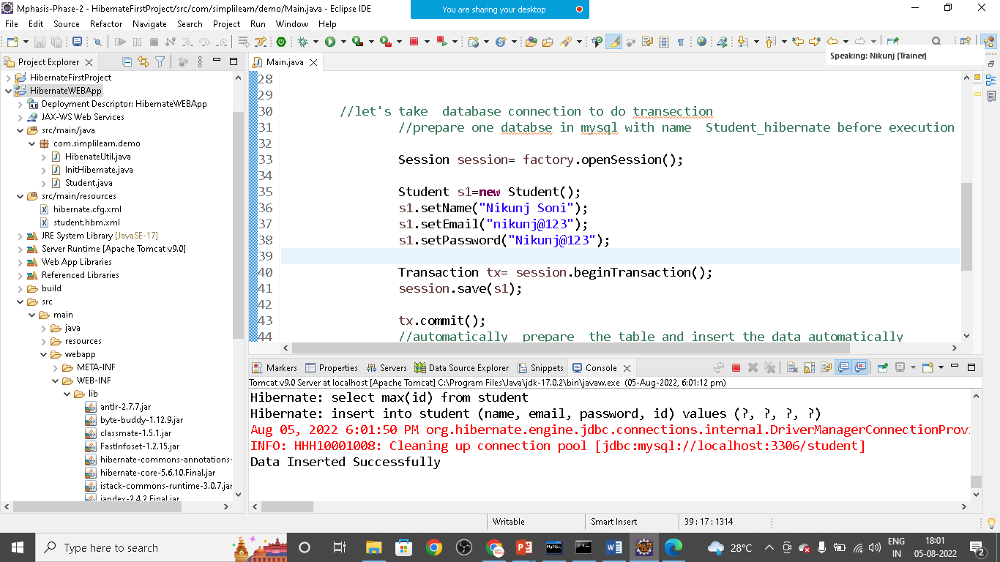 Mphasis-Phase-2 - HibernateFirstProject/src/com/simplilearn/demo/Main.java - Eclipse IDE
You are sharing your desktop
File Edit Source Refactor Navigate Search Project Run Window Help
Speaking: Nikunj (Trainer)
Project Explorer
HibernateFirstProject
HibernateWEBApp
Deployment Descriptor: HibernateWEBApp
JAX-WS Web Services
src/main/java
com.simplilearn.demo
HibenateUtil.java
InitHibernate.java
Student.java
src/main/resources
hibernate.cfg.xml
student.hbm.xml
JRE System Library [JavaSE-17]
Server Runtime [Apache Tomcat v9.0]
Web App Libraries
Referenced Libraries
build
src
main
java
resources
webapp
META-INF
WEB-INF
lib
antlr-2.7.7.jar
byte-buddy-1.12.9.jar
classmate-1.5.1.jar
FastInfoset-1.2.15.jar
hibernate-commons-annotations-
hibernate-core-5.6.10.Final.jar
istack-commons-runtime-3.0.7.jar
jandex-2.4.2.Final.jar
Main.java
28
29
30 //let's take  database connection to do transection
31 //prepare one databse in mysql with name  Student_hibernate before execution
32
33 Session session= factory.openSession();
34
35 Student s1=new Student();
36 s1.setName("Nikunj Soni");
37 s1.setEmail("nikunj@123");
38 s1.setPassword("Nikunj@123");
39
40 Transaction tx= session.beginTransaction();
41 session.save(s1);
42
43 tx.commit();
44 //automatically  prepare  the table and insert the data automatically
Markers Properties Servers Data Source Explorer Snippets Console
Tomcat v9.0 Server at localhost [Apache Tomcat] C:\Program Files\Java\jdk-17.0.2\bin\javaw.exe  (05-Aug-2022, 6:01:12 pm)
Hibernate: select max(id) from student
Hibernate: insert into student (name, email, password, id) values (?, ?, ?, ?)
Aug 05, 2022 6:01:50 PM org.hibernate.engine.jdbc.connections.internal.DriverManagerConnectionProvi
INFO: HHH10001008: Cleaning up connection pool [jdbc:mysql://localhost:3306/student]
Data Inserted Successfully
Writable Smart Insert 39 : 17 : 1314
Type here to search
28°C
ENG
IN
18:01
05-08-2022
2